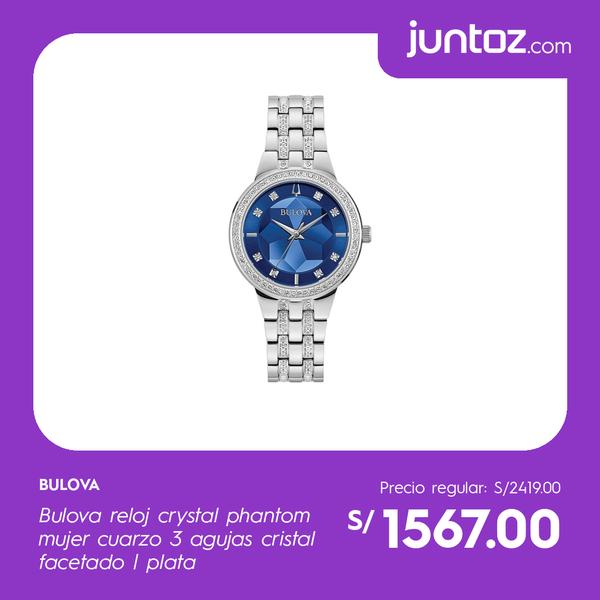 juntoz.com
BULOVA
BULOVA
Bulova reloj crystal phantom
mujer cuarzo 3 agujas cristal
facetado | plata
Precio regular: S/2419.00
S/1567.00